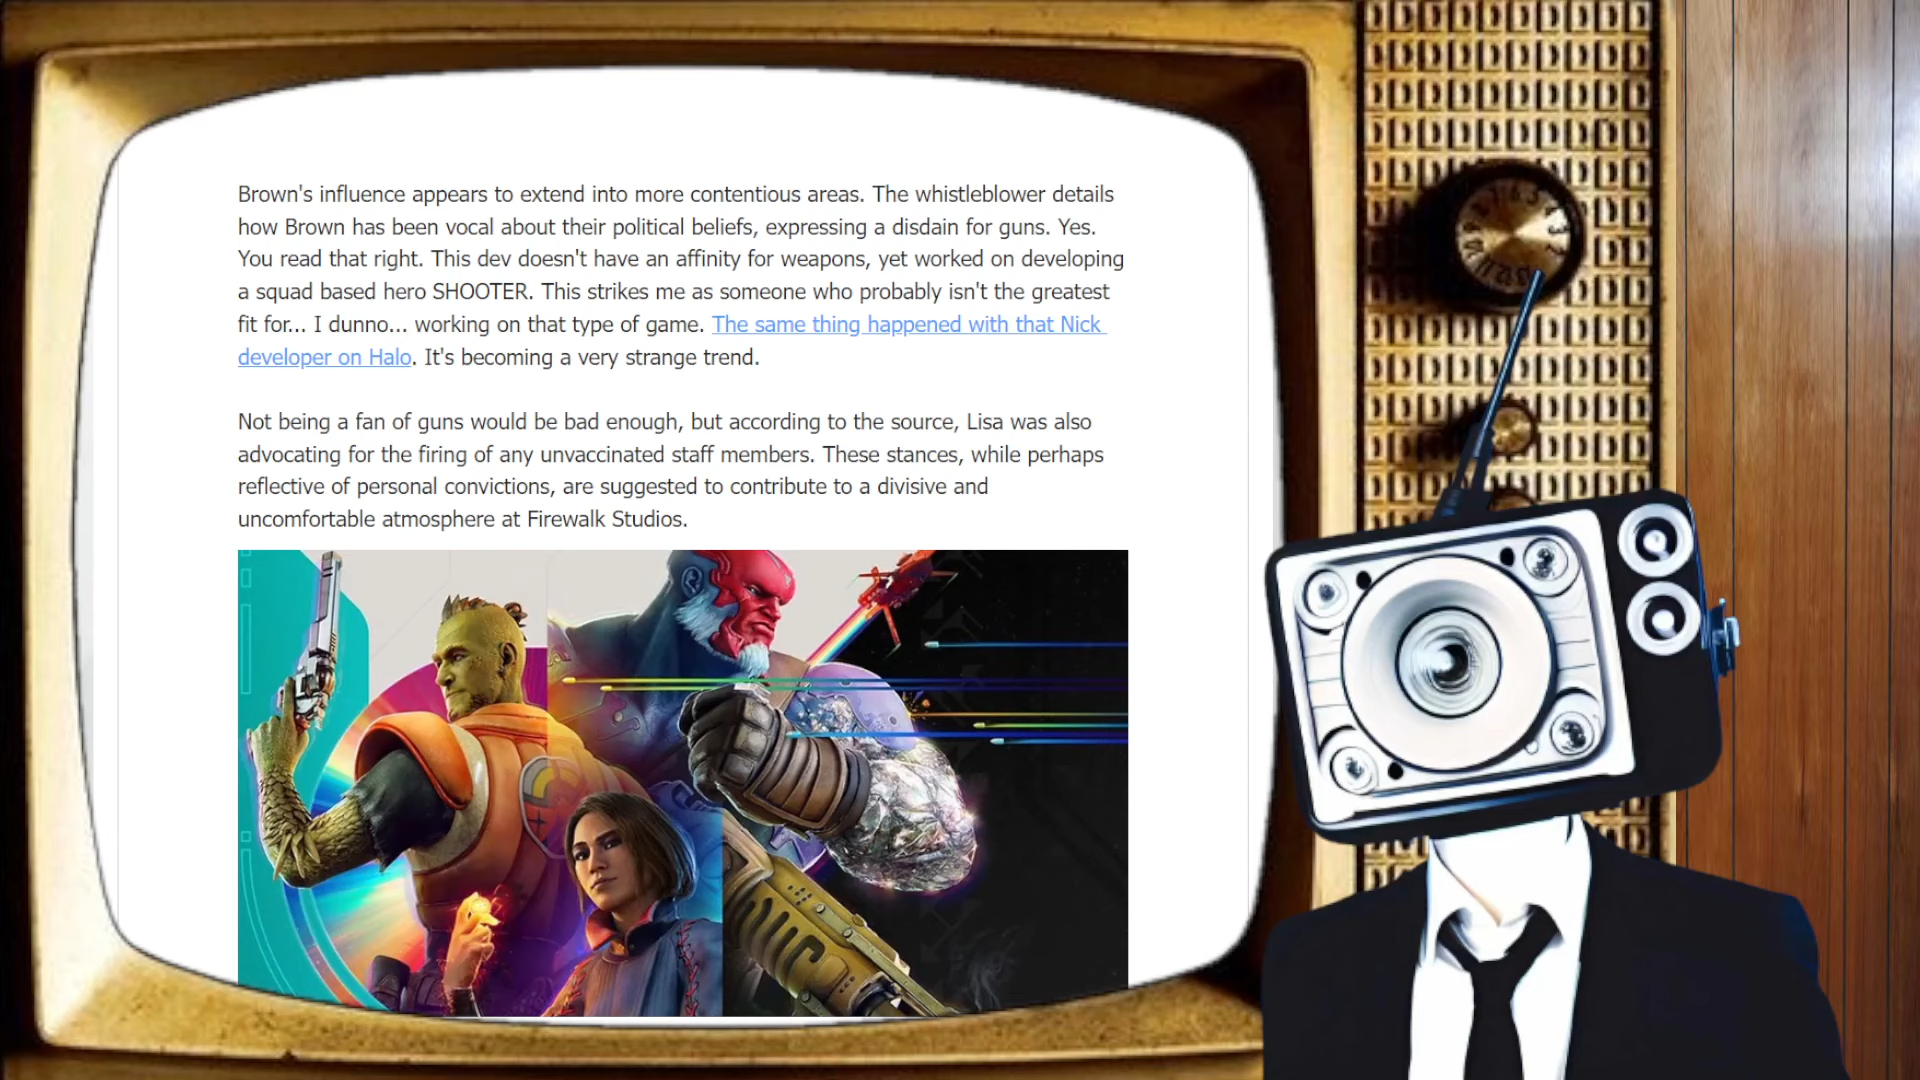 Brown's influence appears to extend into more contentious areas. The whistleblower details
how Brown has been vocal about their political beliefs, expressing a disdain for guns. Yes.
You read that right. This dev doesn't have an affinity for weapons, yet worked on developing
a squad based hero SHOOTER. This strikes me as someone who probably isn't the greatest
fit for... I dunno... working on that type of game. The same thing happened with that Nick
developer on Halo. It's becoming a very strange trend.
Not being a fan of guns would be bad enough, but according to the source, Lisa was also
advocating for the firing of any unvaccinated staff members. These stances, while perhaps
reflective of personal convictions, are suggested to contribute to a divisive and
uncomfortable atmosphere at Firewalk Studios.